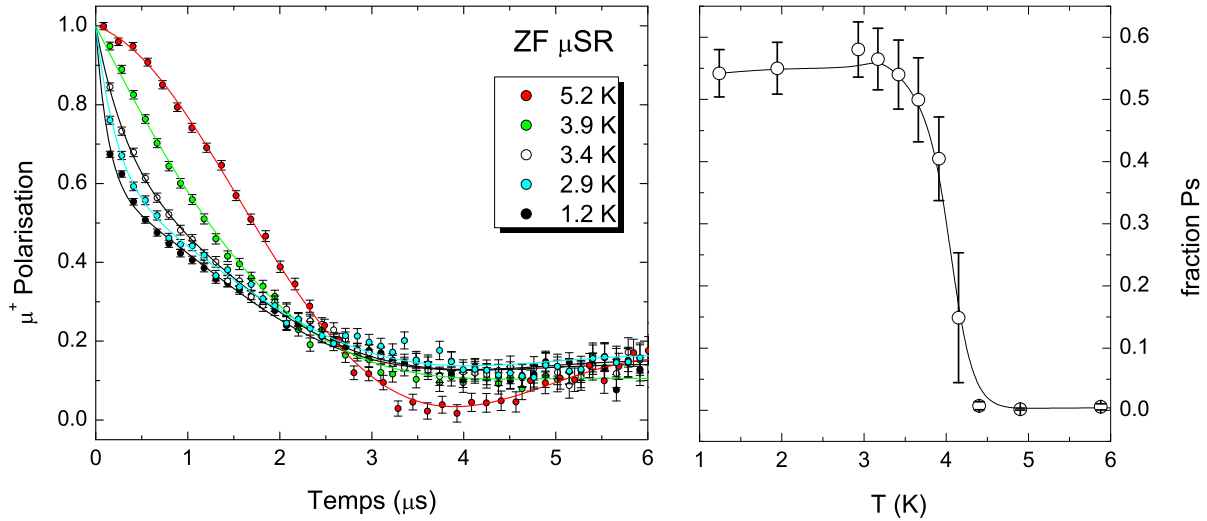 ZF μSR
5.2 K
3.9 K
3.4 K
2.9 K
1.2 K
1.0
0.8
0.6
0.4
0.2
0.0
μ+ Polarisation
0 1 2 3 4 5 6
Temps (μs)
0.6
0.5
0.4
0.3
0.2
0.1
0.0
fraction Ps
1 2 3 4 5 6
T (K)